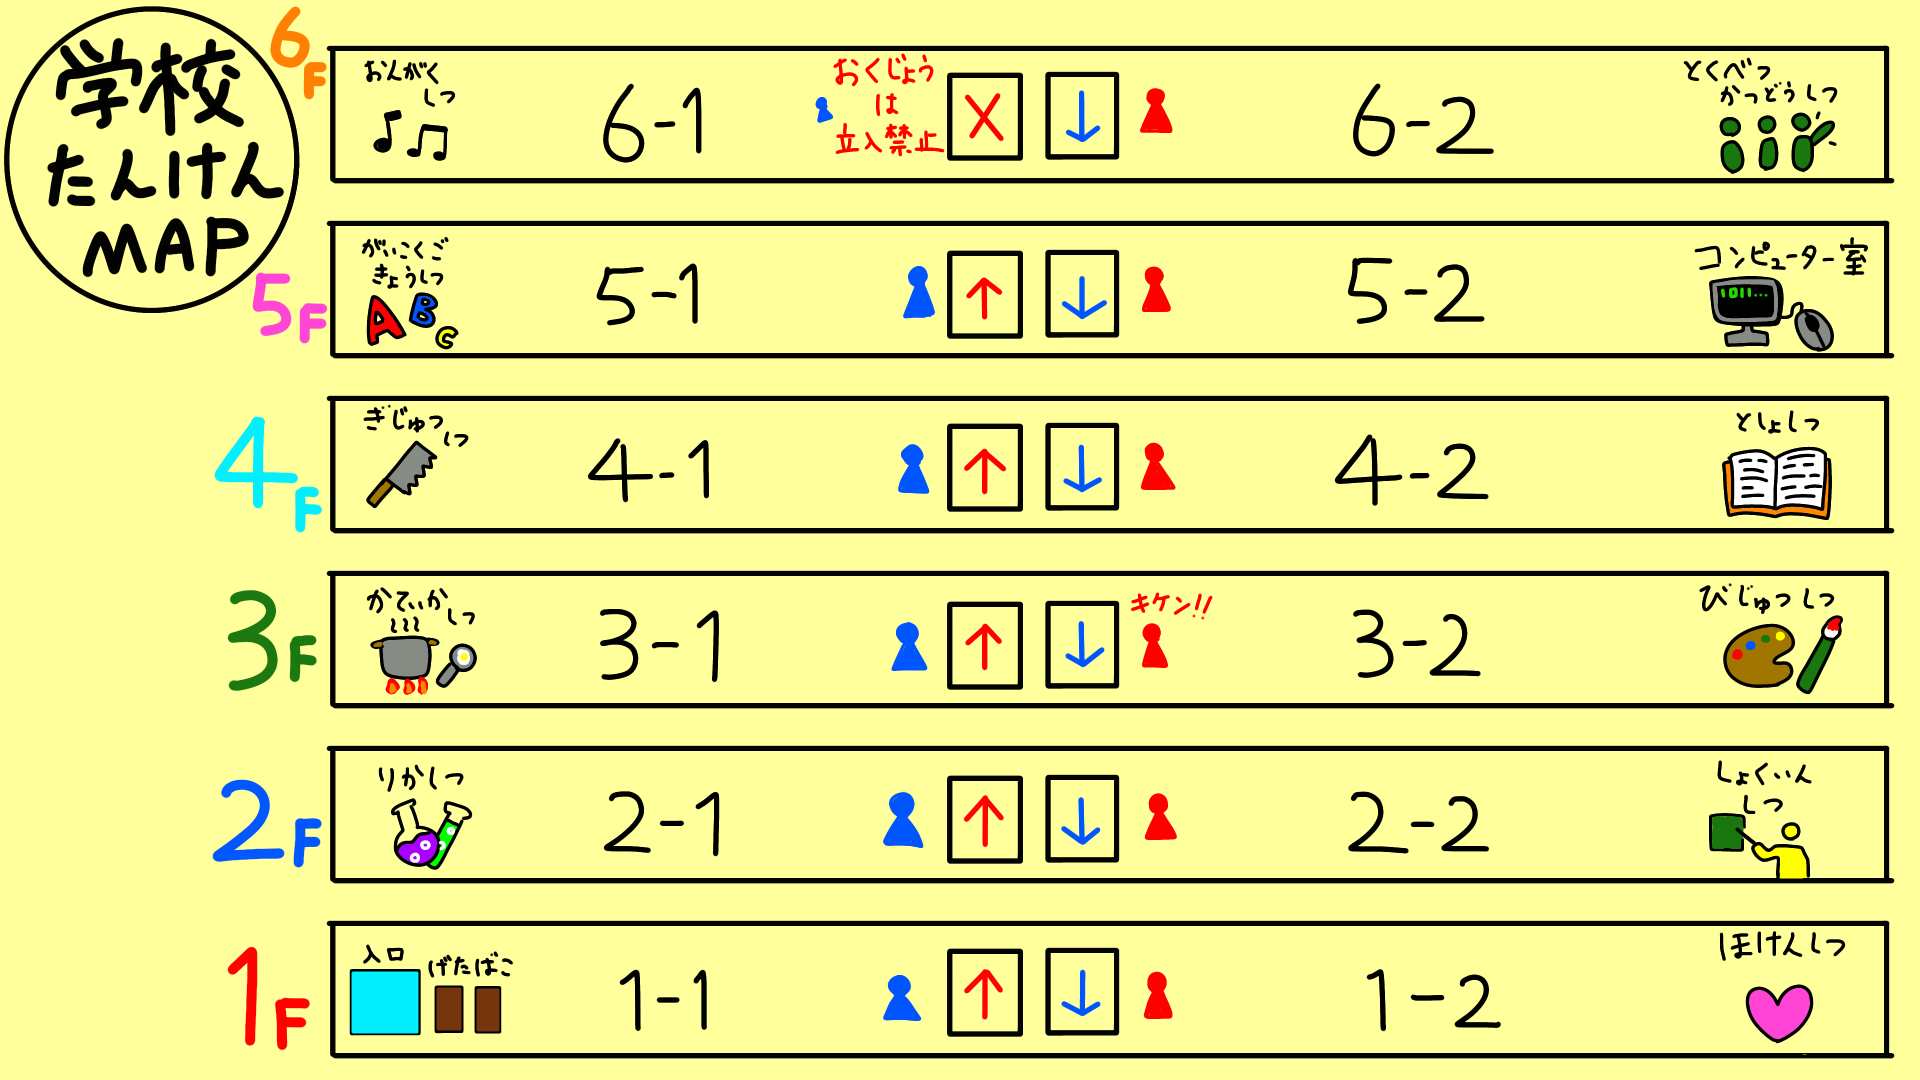 学校
たんけん
MAP
6F
おんがく
しつ
6-1
おくじょう
は
立入禁止
6-2
とくべつ
かつどうしつ
5F
がいこくご
きょうしつ
ABC
5-1
5-2
コンピューター室
1011...
4F
ぎじゅつ
しつ
4-1
4-2
としょしつ
3F
かていか
しつ
3-1
キケン!!
3-2
びじゅつしつ
2F
りかしつ
2-1
2-2
しょくいん
しつ
1F
入口
げたばこ
1-1
1-2
ほけんしつ